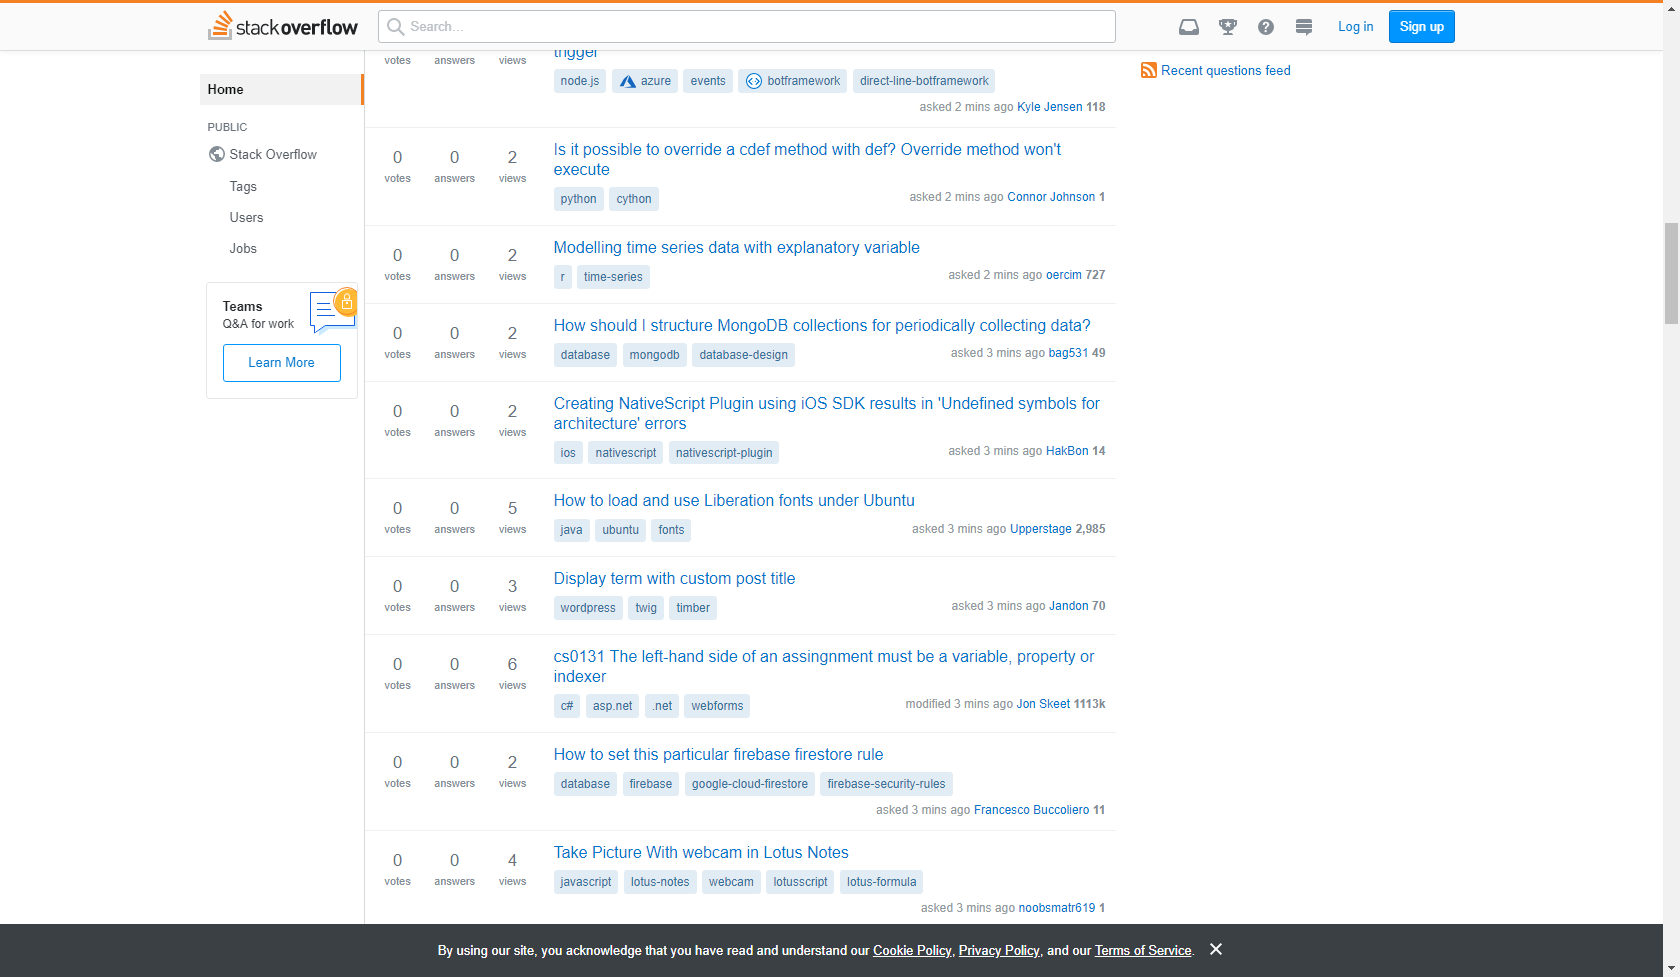 stackoverflow
Search...
Log in
Sign up
Home
PUBLIC
Stack Overflow
Tags
Users
Jobs
Teams
Q&A for work
Learn More
trigger
votes answers views
node.js azure events botframework direct-line-botframework
asked 2 mins ago Kyle Jensen 118
0 votes 0 answers 2 views
Is it possible to override a cdef method with def? Override method won't
execute
python cython
asked 2 mins ago Connor Johnson 1
0 votes 0 answers 2 views
Modelling time series data with explanatory variable
r time-series
asked 2 mins ago oercim 727
0 votes 0 answers 2 views
How should I structure MongoDB collections for periodically collecting data?
database mongodb database-design
asked 3 mins ago bag531 49
0 votes 0 answers 2 views
Creating NativeScript Plugin using iOS SDK results in 'Undefined symbols for
architecture' errors
ios nativescript nativescript-plugin
asked 3 mins ago HakBon 14
0 votes 0 answers 5 views
How to load and use Liberation fonts under Ubuntu
java ubuntu fonts
asked 3 mins ago Upperstage 2,985
0 votes 0 answers 3 views
Display term with custom post title
wordpress twig timber
asked 3 mins ago Jandon 70
0 votes 0 answers 6 views
cs0131 The left-hand side of an assingnment must be a variable, property or
indexer
c# asp.net .net webforms
modified 3 mins ago Jon Skeet 1113k
0 votes 0 answers 2 views
How to set this particular firebase firestore rule
database firebase google-cloud-firestore firebase-security-rules
asked 3 mins ago Francesco Buccoliero 11
0 votes 0 answers 4 views
Take Picture With webcam in Lotus Notes
javascript lotus-notes webcam lotusscript lotus-formula
asked 3 mins ago noobsmatr619 1
Recent questions feed
By using our site, you acknowledge that you have read and understand our Cookie Policy, Privacy Policy, and our Terms of Service.